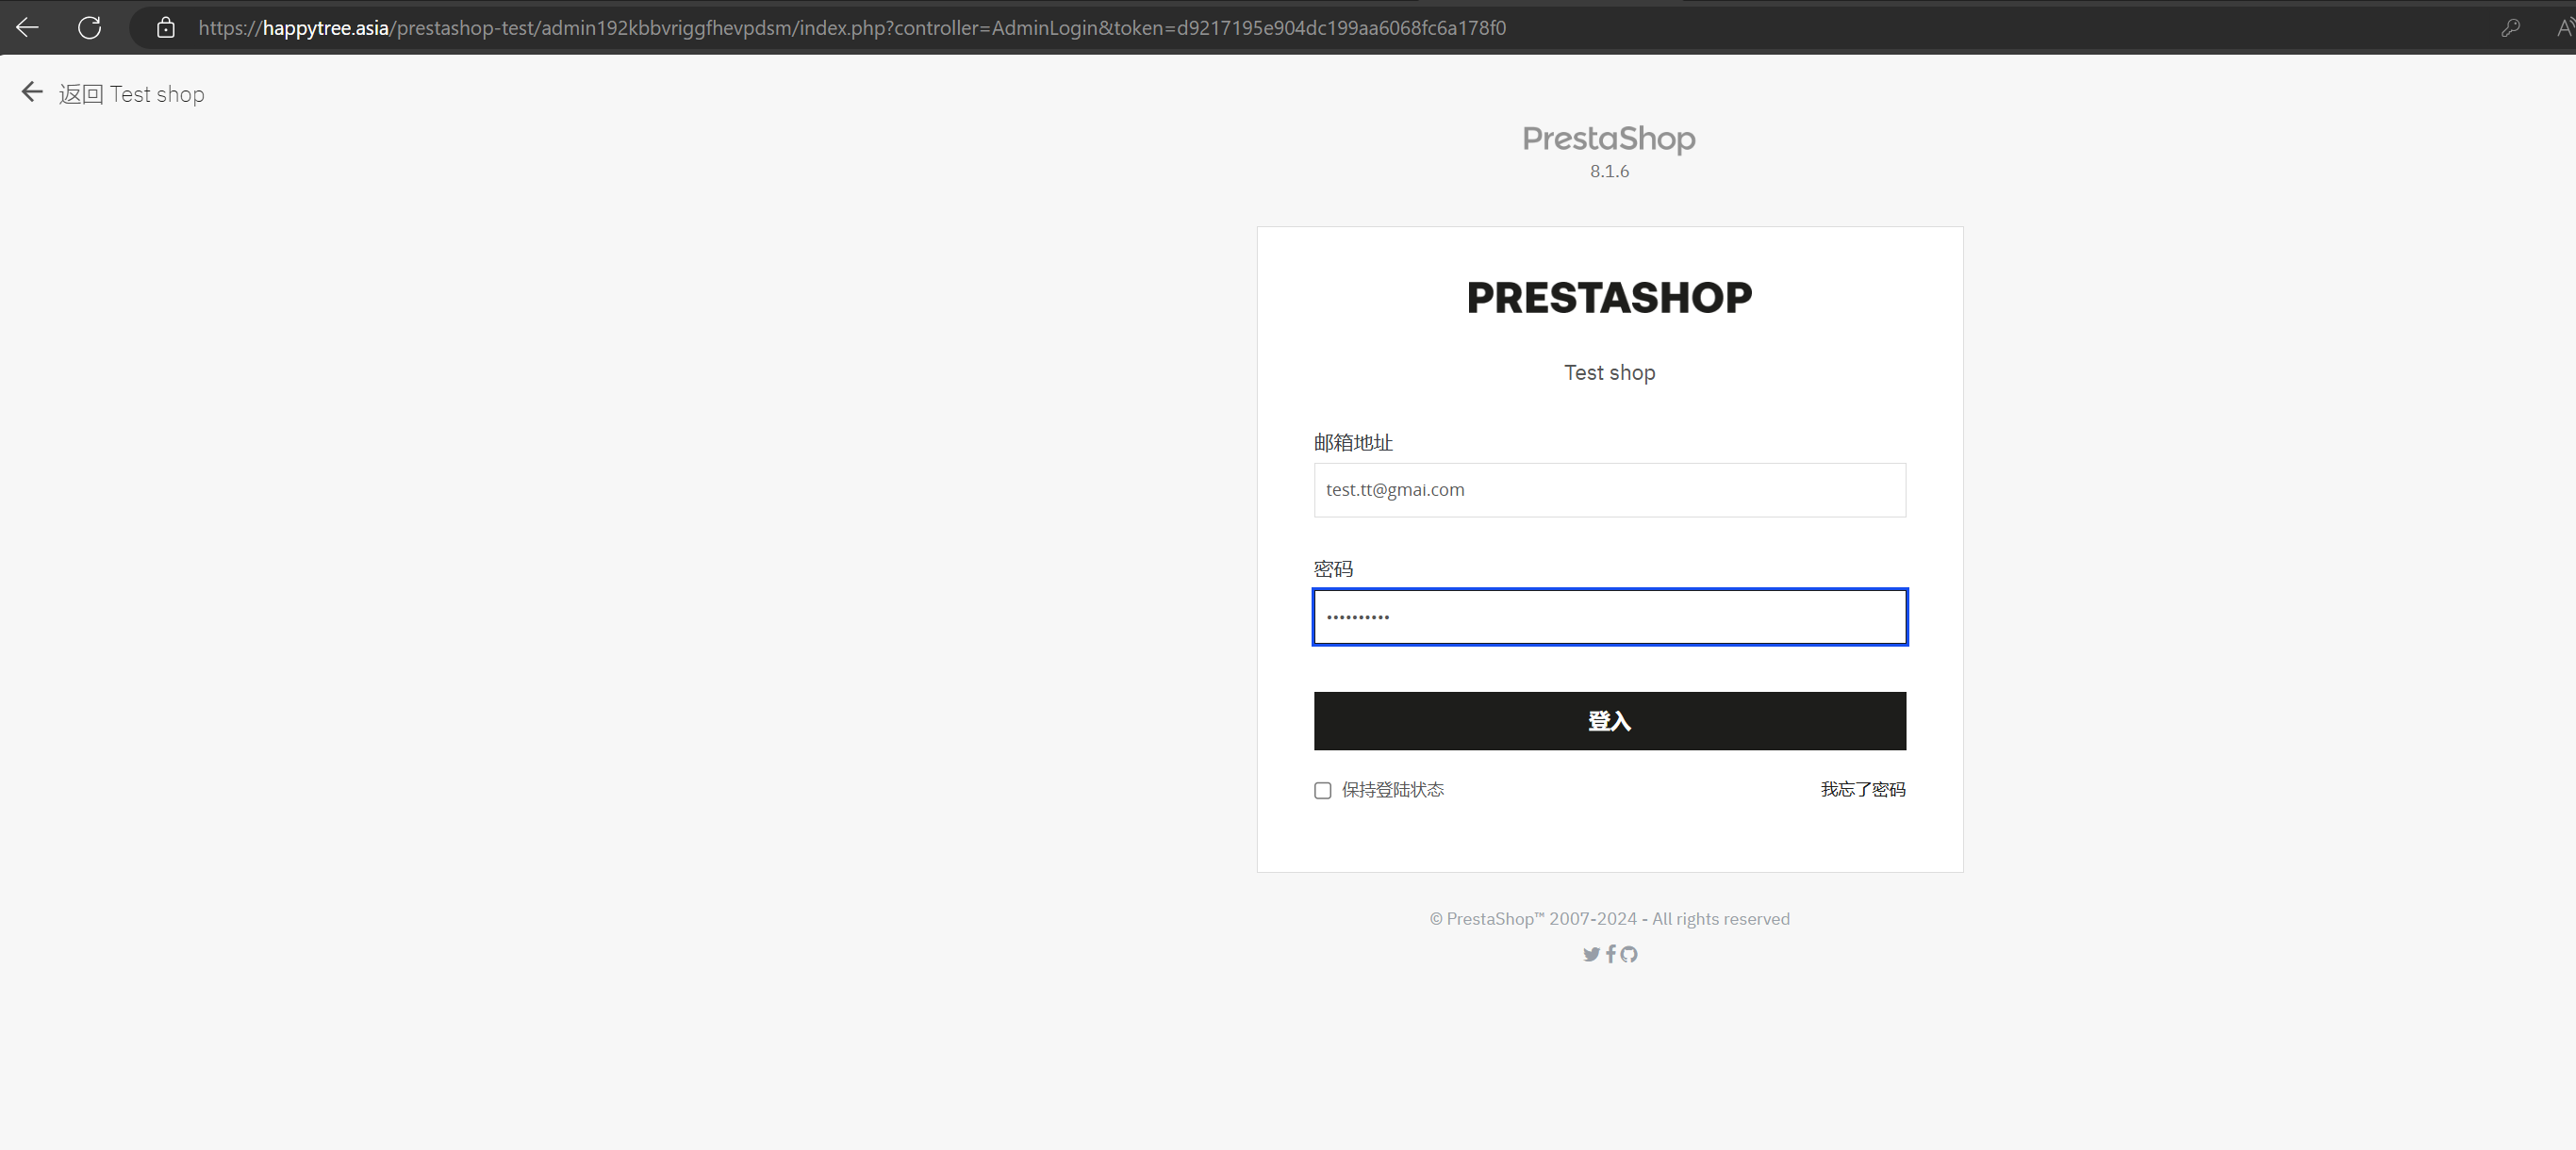 https://happytree.asia/prestashop-test/admin192kbbvriggfhevpdsm/index.php?controller=AdminLogin&token=d9217195e904dc199aa6068fc6a178f0
返回 Test shop
PrestaShop
8.1.6
PRESTASHOP
Test shop
邮箱地址
test.tt@gmai.com
密码
••••••••••
登入
保持登陆状态
我忘了密码
© PrestaShop™ 2007-2024 - All rights reserved